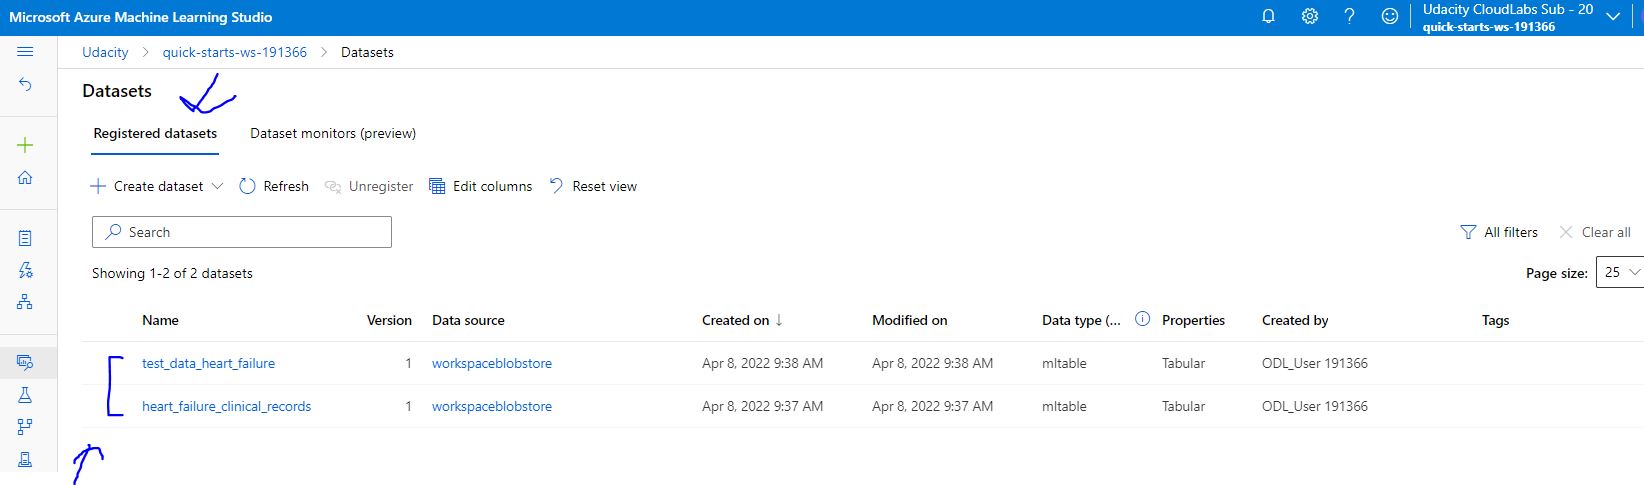 Microsoft Azure Machine Learning Studio
Udacity CloudLabs Sub - 20
quick-starts-ws-191366
Udacity > quick-starts-ws-191366 > Datasets
Datasets
Registered datasets Dataset monitors (preview)
Create dataset Refresh Unregister Edit columns Reset view
Search All filters Clear all
Showing 1-2 of 2 datasets Page size: 25
Name Version Data source Created on ↓ Modified on Data type (... Properties Created by Tags
test_data_heart_failure 1 workspaceblobstore Apr 8, 2022 9:38 AM Apr 8, 2022 9:38 AM mltable Tabular ODL_User 191366
heart_failure_clinical_records 1 workspaceblobstore Apr 8, 2022 9:37 AM Apr 8, 2022 9:37 AM mltable Tabular ODL_User 191366